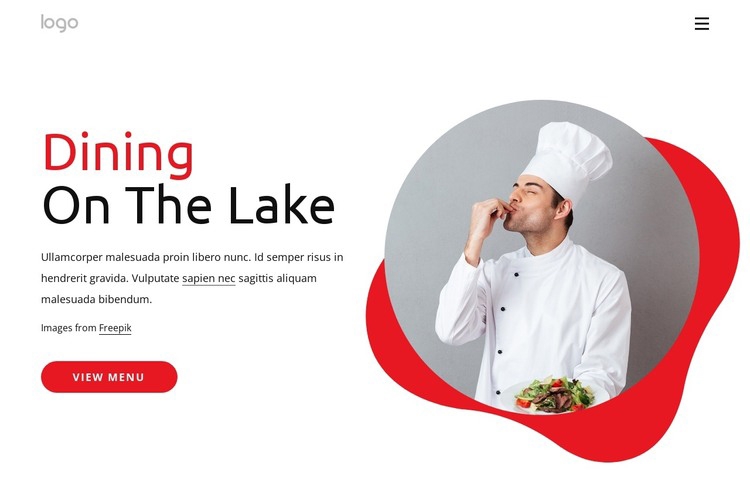 logo
Dining
On The Lake
Ullamcorper malesuada proin libero nunc. Id semper risus in
hendrerit gravida. Vulputate sapien nec sagittis aliquam
malesuada bibendum.
Images from Freepik
VIEW MENU